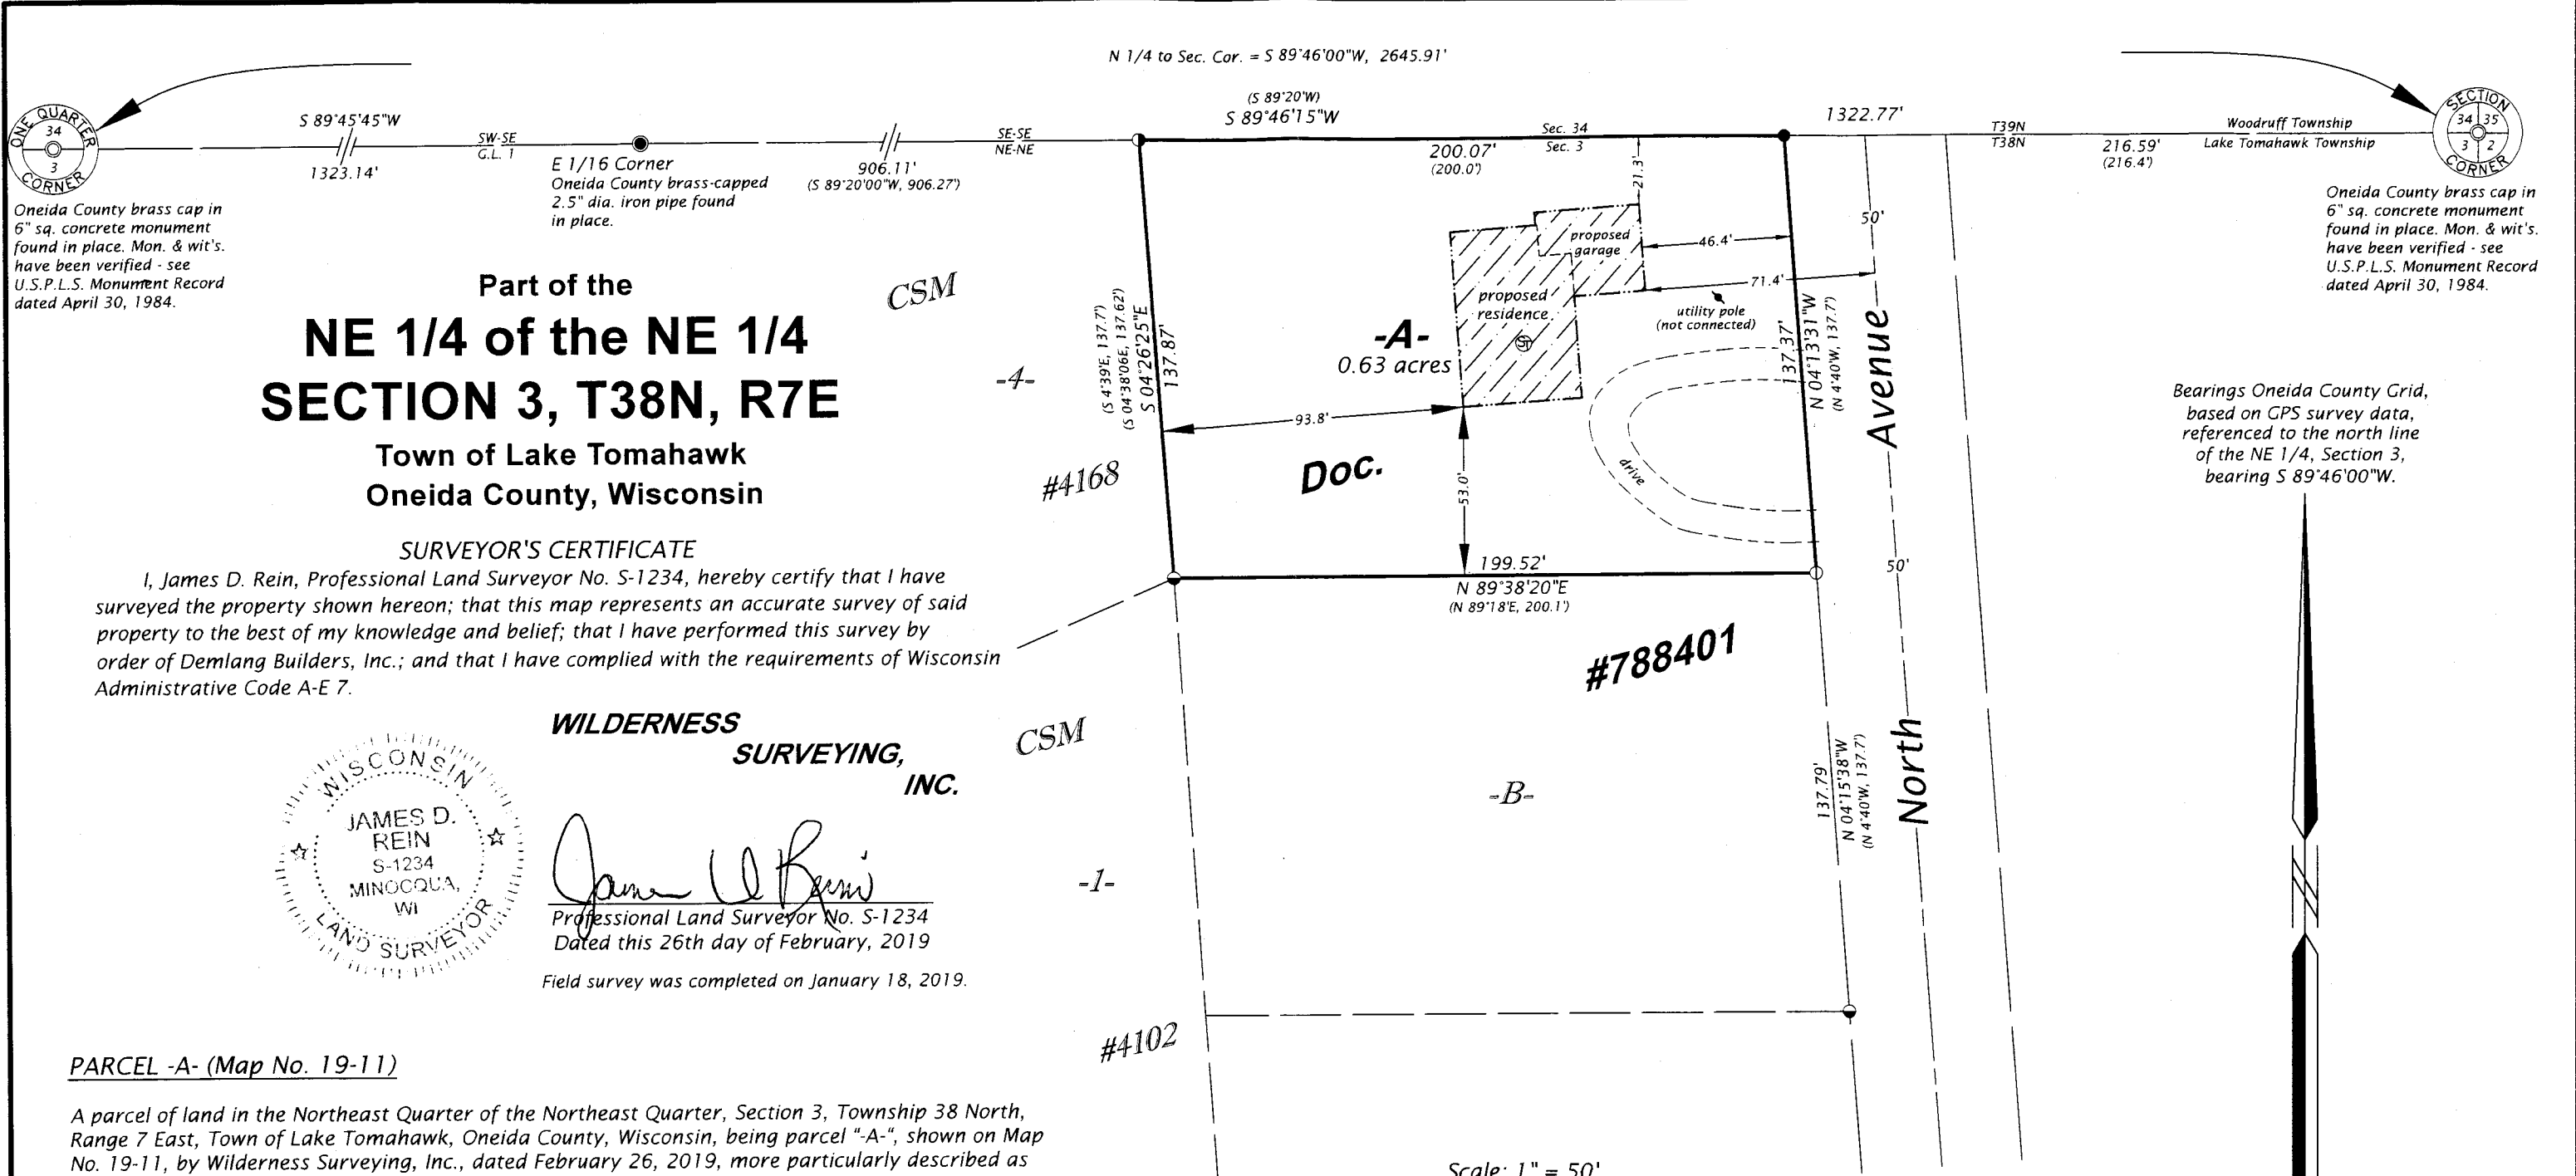 N 1/4 to Sec. Cor. = S 89°46'00"W, 2645.91'
ONE QUARTER
34
3
CORNER
S 89°45'45"W
1323.14'
SW-SE
G.L. 1
E 1/16 Corner
Oneida County brass-capped
2.5" dia. iron pipe found
in place.
906.11'
(S 89°20'00"W, 906.27')
SE-SE
NE-NE
(S 89°20'W)
S 89°46'15"W
200.07'
(200.0')
Sec. 34
Sec. 3
1322.77'
T39N
T38N
216.59'
(216.4')
Woodruff Township
Lake Tomahawk Township
SECTION
34 35
3 2
CORNER
Oneida County brass cap in
6" sq. concrete monument
found in place. Mon. & wit's.
have been verified - see
U.S.P.L.S. Monument Record
dated April 30, 1984.
Oneida County brass cap in
6" sq. concrete monument
found in place. Mon. & wit's.
have been verified - see
U.S.P.L.S. Monument Record
dated April 30, 1984.
Part of the
NE 1/4 of the NE 1/4
SECTION 3, T38N, R7E
Town of Lake Tomahawk
Oneida County, Wisconsin
SURVEYOR'S CERTIFICATE
I, James D. Rein, Professional Land Surveyor No. S-1234, hereby certify that I have
surveyed the property shown hereon; that this map represents an accurate survey of said
property to the best of my knowledge and belief; that I have performed this survey by
order of Demlang Builders, Inc.; and that I have complied with the requirements of Wisconsin
Administrative Code A-E 7.
WILDERNESS
SURVEYING,
INC.
WISCONSIN
JAMES D.
REIN
S-1234
MINOCQUA,
WI
LAND SURVEYOR
James D Rein
Professional Land Surveyor No. S-1234
Dated this 26th day of February, 2019
Field survey was completed on January 18, 2019.
PARCEL -A- (Map No. 19-11)
A parcel of land in the Northeast Quarter of the Northeast Quarter, Section 3, Township 38 North,
Range 7 East, Town of Lake Tomahawk, Oneida County, Wisconsin, being parcel "-A-", shown on Map
No. 19-11, by Wilderness Surveying, Inc., dated February 26, 2019, more particularly described as
CSM
-4-
#4168
CSM
-1-
#4102
(S 4°39'E, 137.7')
(S 04°38'06E, 137.62')
S 04°26'25"E
137.87'
21.3'
proposed
garage
46.4'
71.4'
50'
proposed
residence
ST
utility pole
(not connected)
-A-
0.63 acres
93.8'
53.0'
drive
Doc.
137.37'
N 04°13'31"W
(N 4°40'W, 137.7')
199.52'
N 89°38'20"E
(N 89°18'E, 200.1')
50'
#788401
-B-
137.79'
N 04°15'38"W
(N 4°40'W, 137.7')
North Avenue
Bearings Oneida County Grid,
based on GPS survey data,
referenced to the north line
of the NE 1/4, Section 3,
bearing S 89°46'00"W.
Scale: 1" = 50'